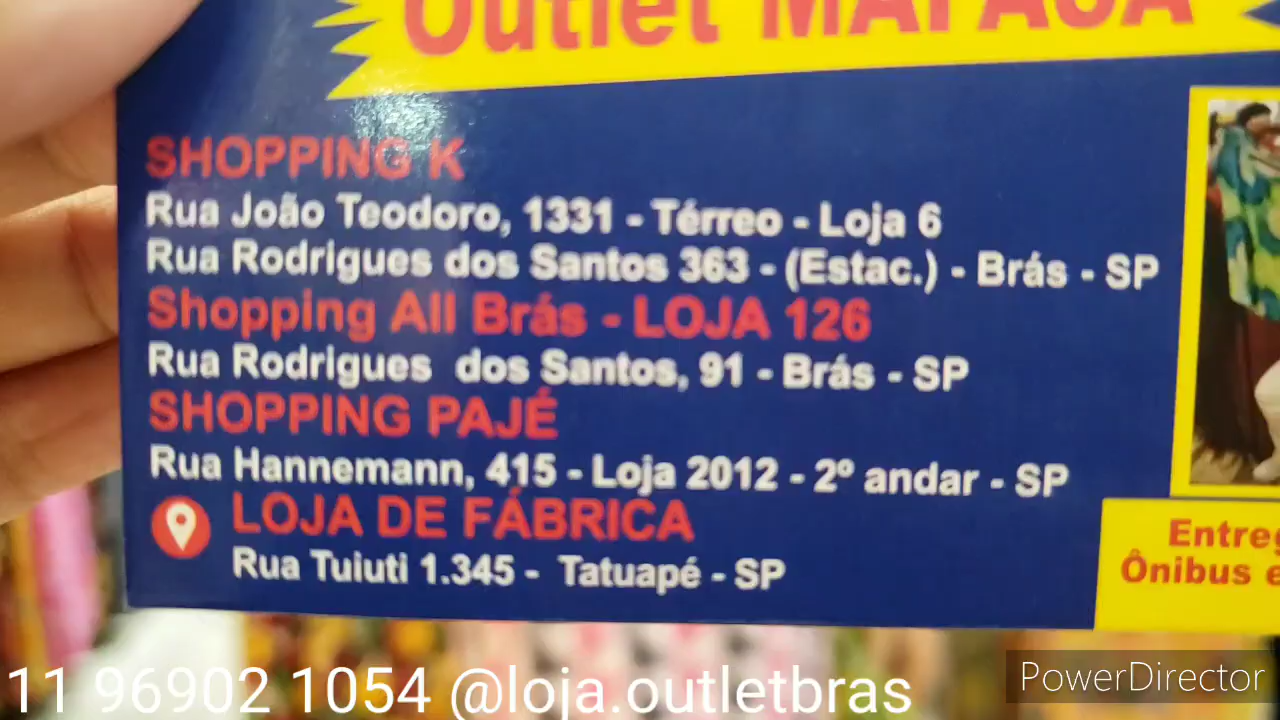 Outlet
SHOPPING K
Rua João Teodoro, 1331 - Térreo - Loja 6
Rua Rodrigues dos Santos 363 - (Estac.) - Brás - SP
Shopping All Brás - LOJA 126
Rua Rodrigues dos Santos, 91 - Brás - SP
SHOPPING PAJÉ
Rua Hannemann, 415 - Loja 2012 - 2º andar - SP
LOJA DE FÁBRICA
Rua Tuiuti 1.345 - Tatuapé - SP
Ônibus e
11 96902 1054 @loja.outletbras
PowerDirector